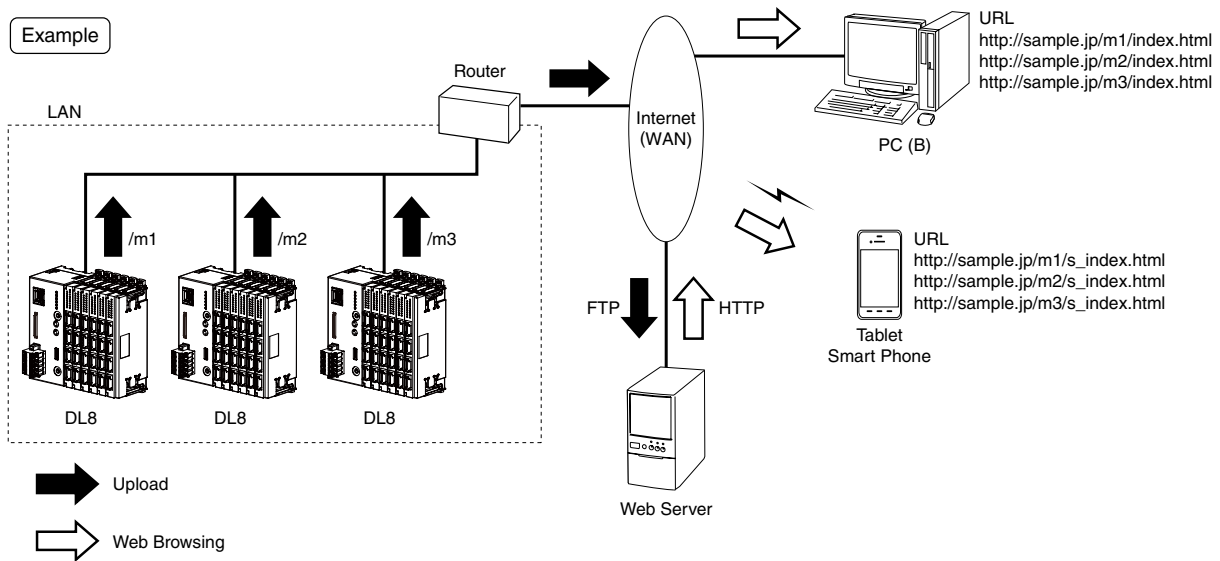 Example
LAN
Router
Internet
(WAN)
URL
http://sample.jp/m1/index.html
http://sample.jp/m2/index.html
http://sample.jp/m3/index.html
PC (B)
/m1
/m2
/m3
DL8
DL8
DL8
URL
http://sample.jp/m1/s_index.html
http://sample.jp/m2/s_index.html
http://sample.jp/m3/s_index.html
Tablet
Smart Phone
FTP
HTTP
Web Server
Upload
Web Browsing